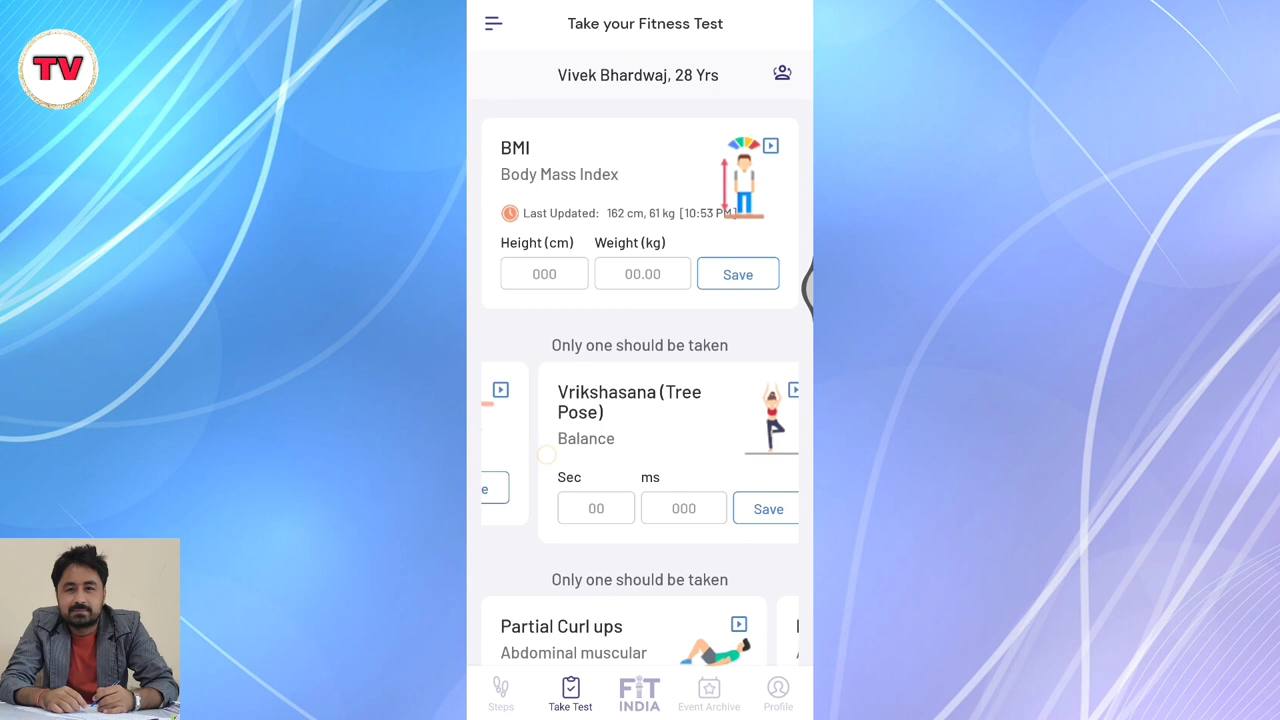 TV
Take your Fitness Test
Vivek Bhardwaj, 28 Yrs
BMI
Body Mass Index
Last Updated: 162 cm, 61 kg [10:53 PM]
Height (cm) Weight (kg)
000 00.00 Save
Only one should be taken
Vrikshasana (Tree
Pose)
Balance
Sec ms
e 00 000 Save
Only one should be taken
Partial Curl ups
Abdominal muscular
Steps Take Test FIT INDIA Event Archive Profile